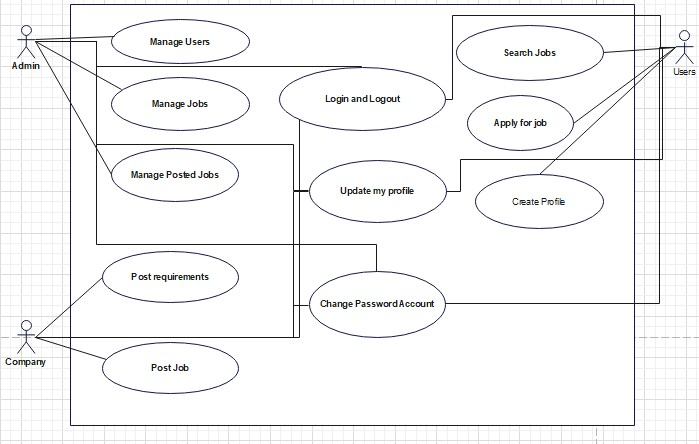 Manage Users
Search Jobs
Admin
Users
Manage Jobs
Login and Logout
Apply for job
Manage Posted Jobs
Update my profile
Create Profile
Post requirements
Change Password Account
Company
Post Job